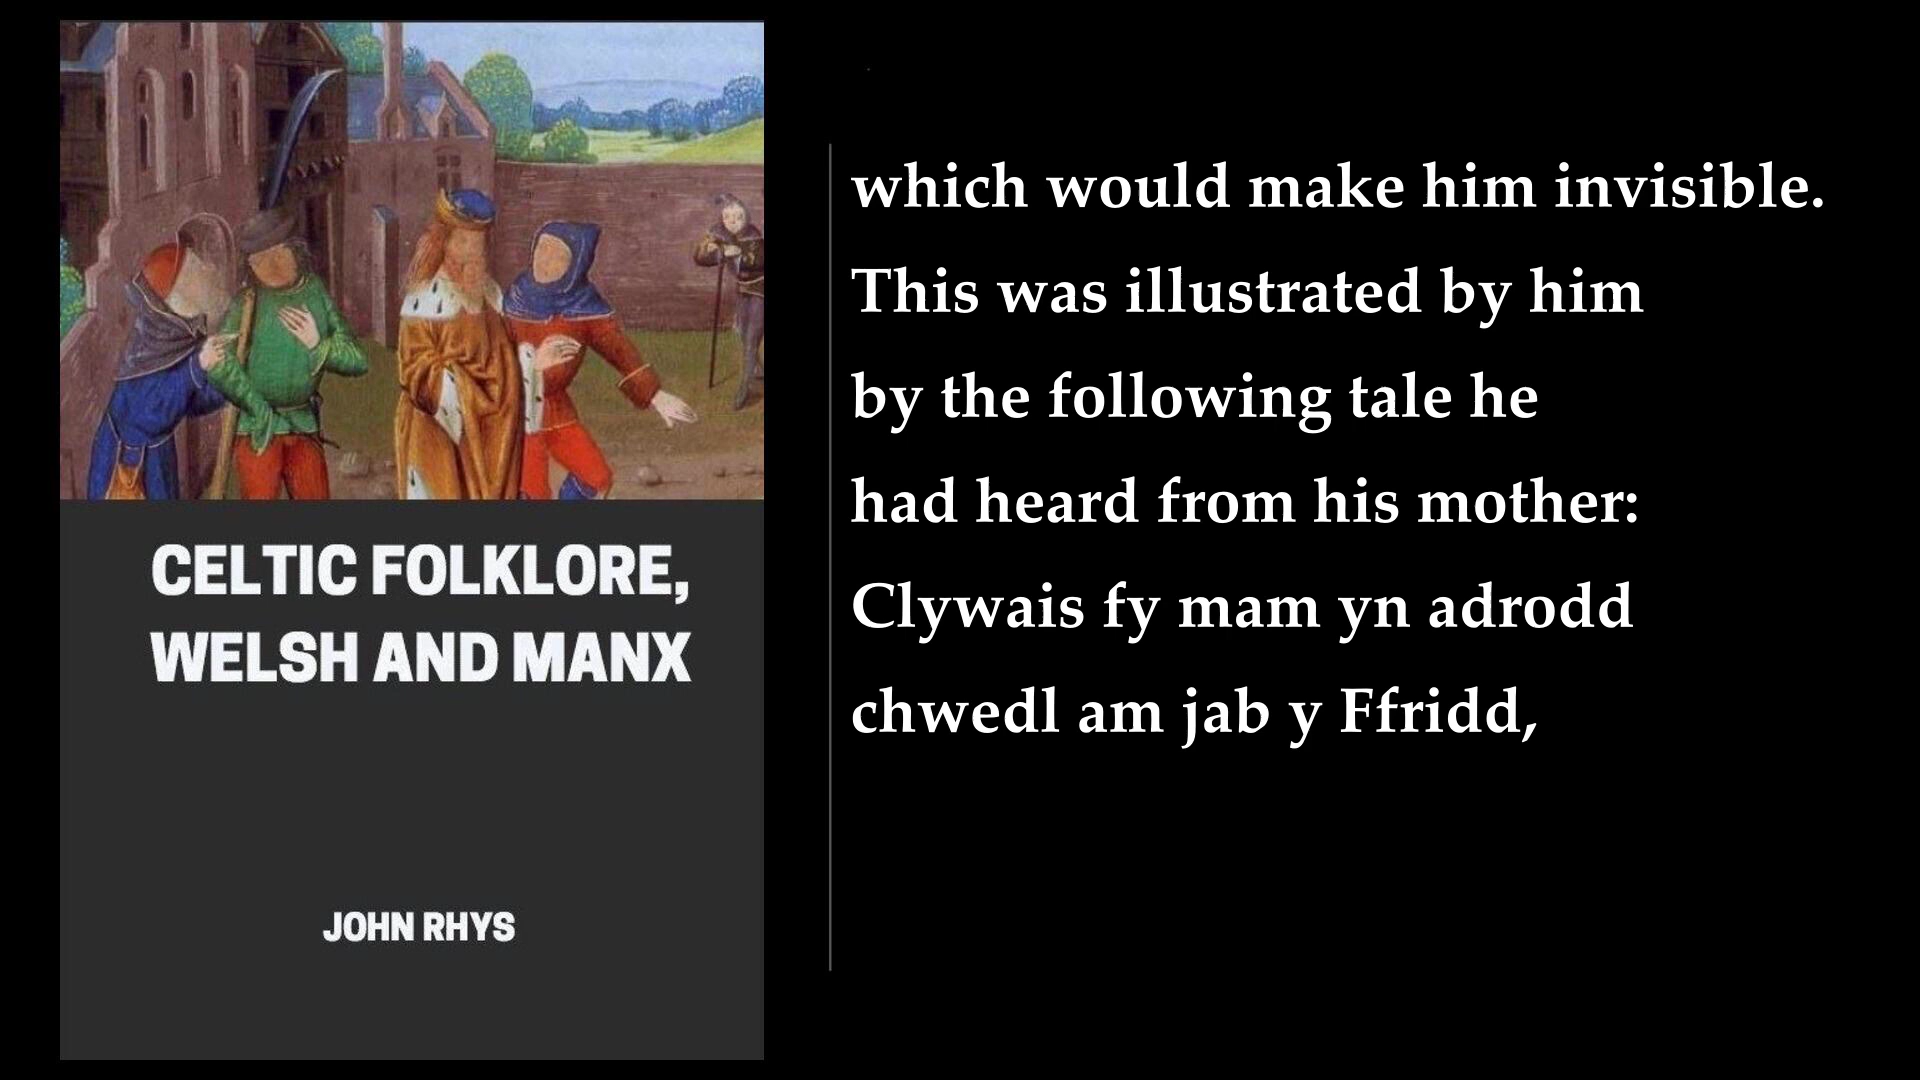 CELTIC FOLKLORE,
WELSH AND MANX
JOHN RHYS
which would make him invisible.
This was illustrated by him
by the following tale he
had heard from his mother:
Clywais fy mam yn adrodd
chwedl am jab y Ffridd,